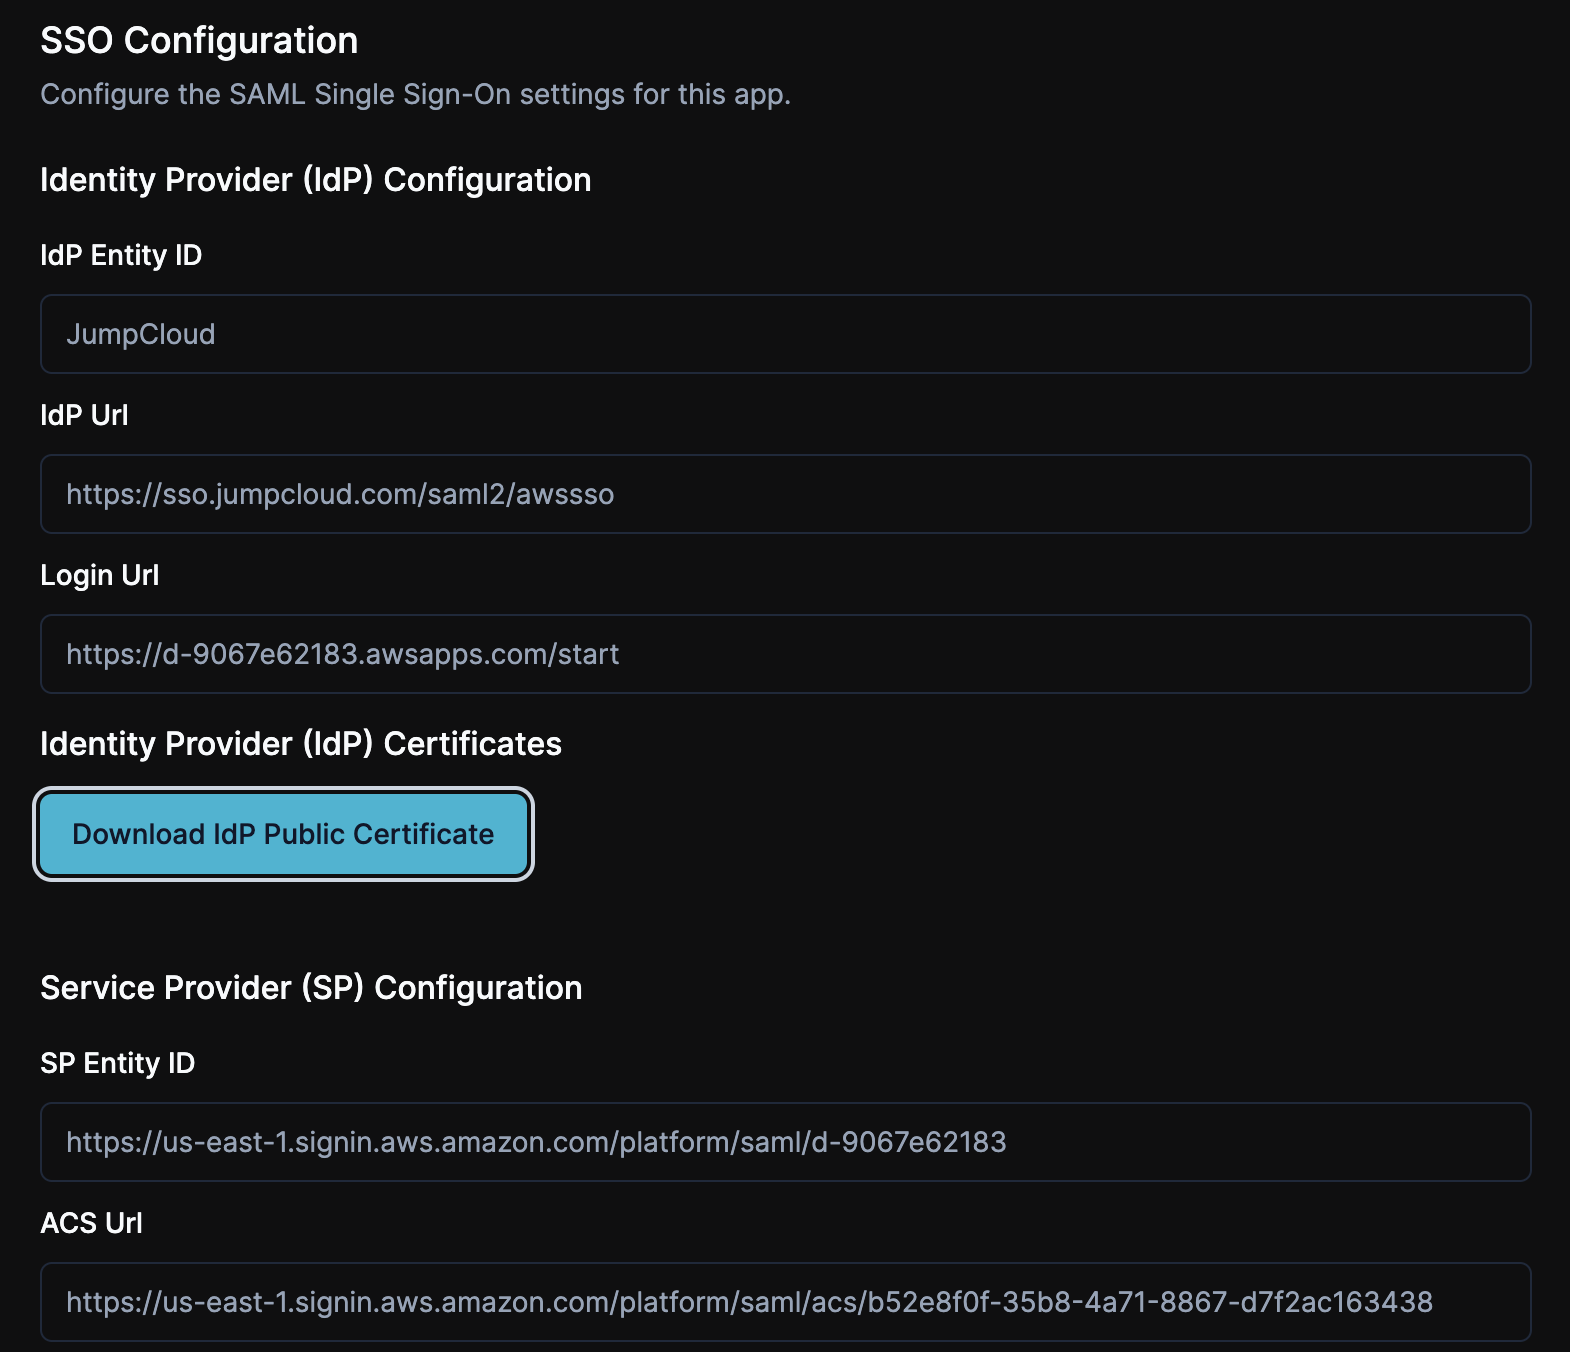 SSO Configuration
Configure the SAML Single Sign-On settings for this app.
Identity Provider (IdP) Configuration
IdP Entity ID
JumpCloud
IdP Url
https://sso.jumpcloud.com/saml2/awssso
Login Url
https://d-9067e62183.awsapps.com/start
Identity Provider (IdP) Certificates
Download IdP Public Certificate
Service Provider (SP) Configuration
SP Entity ID
https://us-east-1.signin.aws.amazon.com/platform/saml/d-9067e62183
ACS Url
https://us-east-1.signin.aws.amazon.com/platform/saml/acs/b52e8f0f-35b8-4a71-8867-d7f2ac163438